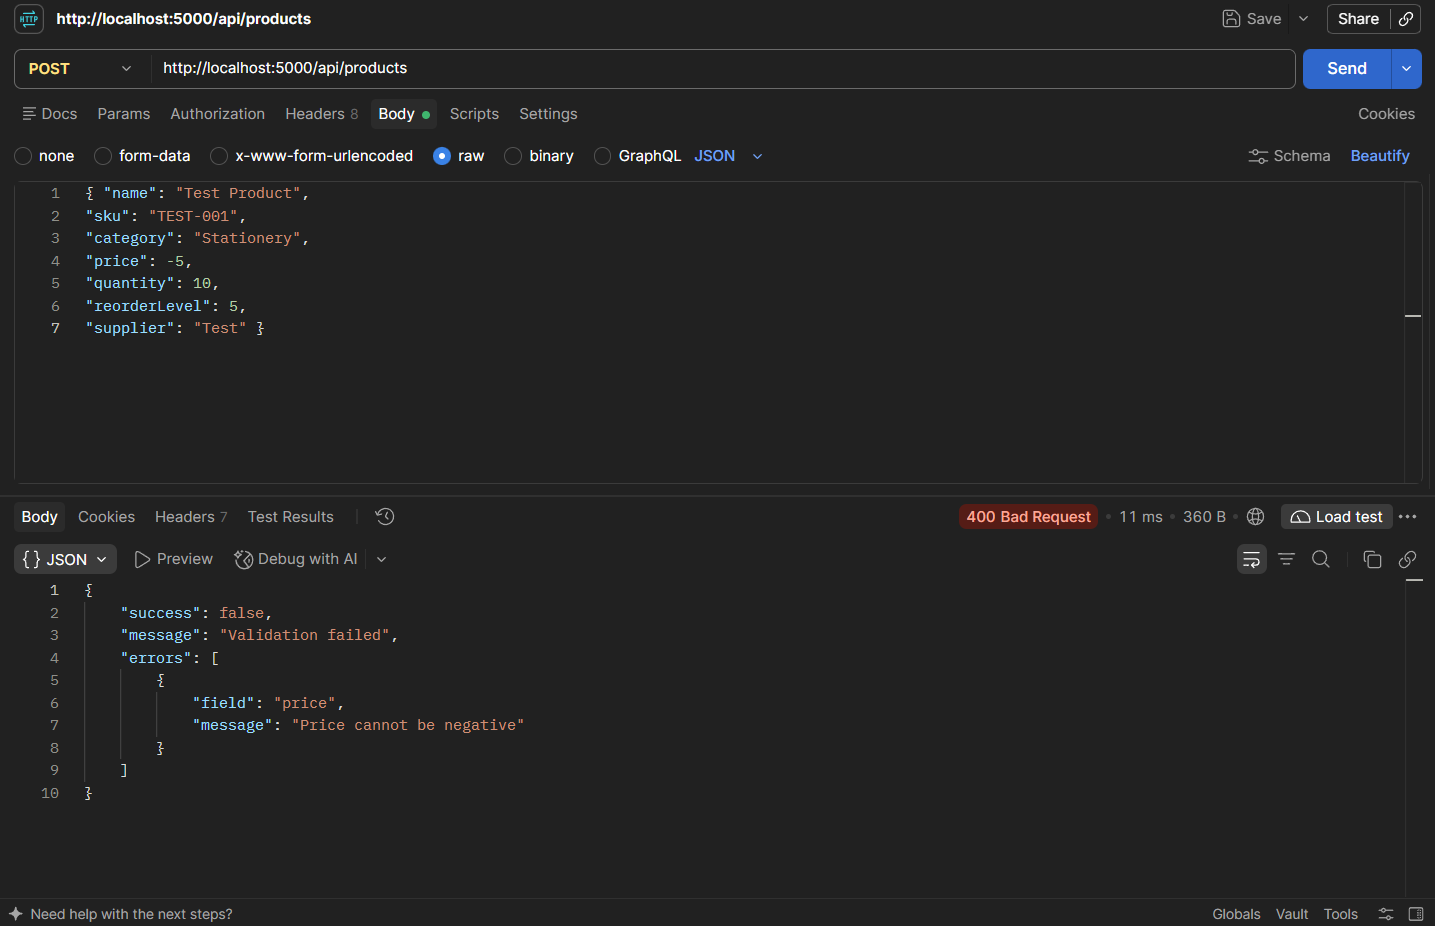 HTTP http://localhost:5000/api/products Save Share
POST http://localhost:5000/api/products Send
Docs Params Authorization Headers 8 Body Scripts Settings Cookies
none form-data x-www-form-urlencoded raw binary GraphQL JSON Schema Beautify
1 { "name": "Test Product",
2 "sku": "TEST-001",
3 "category": "Stationery",
4 "price": -5,
5 "quantity": 10,
6 "reorderLevel": 5,
7 "supplier": "Test" }
Body Cookies Headers 7 Test Results 400 Bad Request • 11 ms • 360 B • Load test
{} JSON Preview Debug with AI
1 {
2 "success": false,
3 "message": "Validation failed",
4 "errors": [
5 {
6 "field": "price",
7 "message": "Price cannot be negative"
8 }
9 ]
10 }
Need help with the next steps? Globals Vault Tools